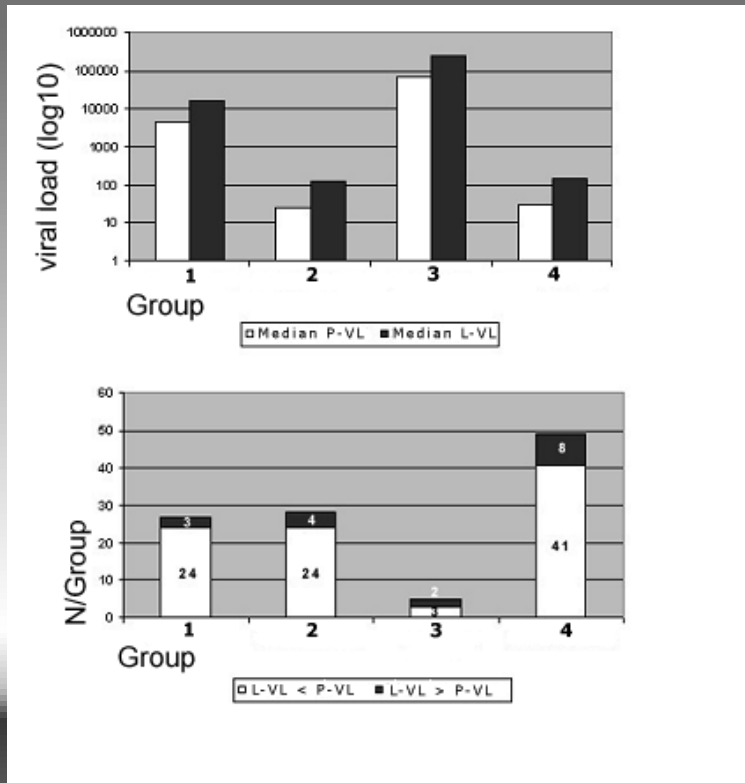 1000000
100000
10000
1000
100
10
1
viral load (log10)
1 2 3 4
Group
Median P-VL Median L-VL
60
50
40
30
20
10
0
N/Group
3 4 2 8
24 24 3 41
1 2 3 4
Group
L-VL < P-VL L-VL > P-VL